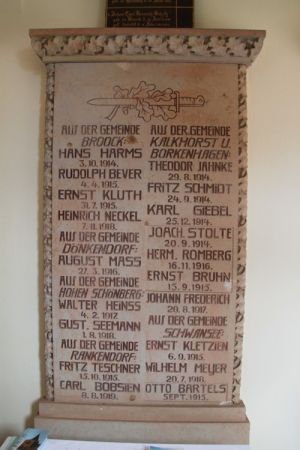 AUS DER GEMEINDE
BROOCK:
HANS HARMS
3.10.1914.
RUDOLPH BEVER
4.4.1915.
ERNST KLUTH
31.7.1915.
HEINRICH NECKEL
7.8.1918.
AUS DER GEMEINDE
DÖNKENDORF:
AUGUST MASS
27.3.1916.
AUS DER GEMEINDE
HOHEN SCHÖNBERG:
WALTER HEINSS
4.2.1917.
GUST. SEEMANN
1.8.1918.
AUS DER GEMEINDE
RANKENDORF:
FRITZ TESCHNER
15.10.1915.
CARL BOBSIEN
8.8.1919.
AUS DER GEMEINDE
KALKHORST U.
BORKENHAGEN:
THEODOR JAHNKE
29.8.1914.
FRITZ SCHMIDT
24.9.1914.
KARL GIEBEL
25.12.1914.
JOACH. STOLTE
20.9.1914.
HERM. ROMBERG
16.11.1916.
ERNST BRUHN
15.9.1915.
JOHANN FREDERICH
20.8.1917.
AUS DER GEMEINDE
SCHWANSEE:
ERNST KLETZIEN
6.9.1915.
WILHELM MEYER
20.7.1918.
OTTO BARTELS
SEPT. 1915.